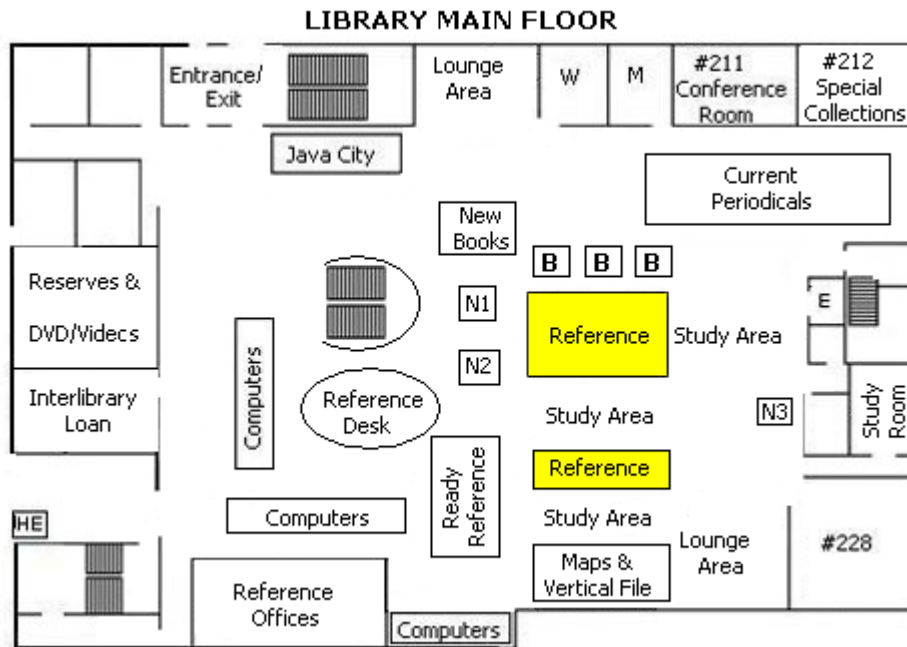 LIBRARY MAIN FLOOR
Entrance/
Exit
Lounge
Area
W
M
#211
Conference
Room
#212
Special
Collections
Java City
Current
Periodicals
New
Books
B
B
B
Reserves &
DVD/Videcs
N1
E
Reference
Study Area
N2
Interlibrary
Loan
Computers
Reference
Desk
Study Area
N3
Study
Room
Ready
Reference
Reference
HE
Computers
Study Area
Lounge
Area
#228
Maps &
Vertical File
Reference
Offices
Computers